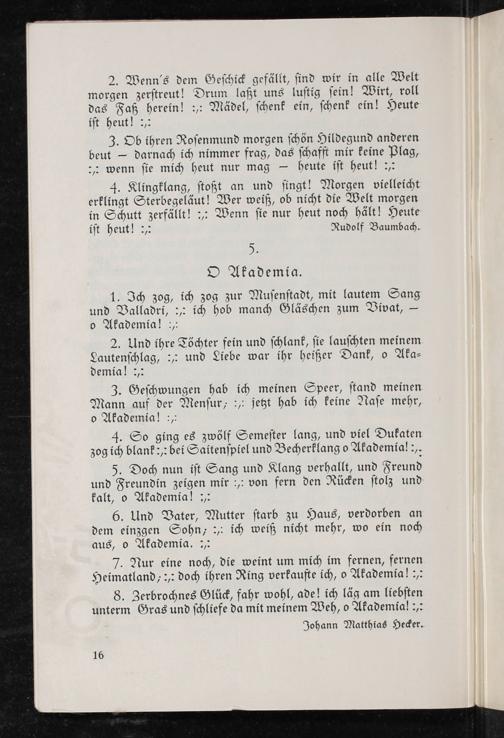 2. Wenn's dem Geschick gefällt, sind wir in alle Welt
morgen zerstreut! Drum laßt uns lustig sein! Wirt, roll
das Faß herein! :,: Mädel, schenk ein, schenk ein! Heute
ist heut! :,:
3. Ob ihren Rosenmund morgen schön Hildegund anderen
beut — darnach ich nimmer frag, das schafft mir keine Plag,
:,: wenn sie mich heut nur mag — heute ist heut! :,:
4. Klingklang, stoßt an und singt! Morgen vielleicht
erklingt Sterbegeläut! Wer weiß, ob nicht die Welt morgen
in Schutt zerfällt! :,: Wenn sie nur heut noch hält! Heute
ist heut! :,: Rudolf Baumbach.
5.
O Akademia.
1. Ich zog, ich zog zur Musenstadt, mit lautem Sang
und Valladri, :,: ich hob manch Gläschen zum Vivat, —
o Akademia! :,:
2. Und ihre Töchter fein und schlank, sie lauschten meinem
Lautenschlag, :,: und Liebe war ihr heißer Dank, o Aka-
demia! :,:
3. Geschwungen hab ich meinen Speer, stand meinen
Mann auf der Mensur; :,: jetzt hab ich keine Nase mehr,
o Akademia! :,:
4. So ging es zwölf Semester lang, und viel Dukaten
zog ich blank :,: bei Saitenspiel und Becherklang o Akademia! :,:
5. Doch nun ist Sang und Klang verhallt, und Freund
und Freundin zeigen mir :,: von fern den Rücken stolz und
kalt, o Akademia! :,:
6. Und Vater, Mutter starb zu Haus, verdorben an
dem einzgen Sohn; :,: ich weiß nicht mehr, wo ein noch
aus, o Akademia. :,:
7. Nur eine noch, die weint um mich im fernen, fernen
Heimatland; :,: doch ihren Ring verkaufte ich, o Akademia! :,:
8. Zerbrochnes Glück, fahr wohl, ade! ich läg am liebsten
unterm Gras und schliefe da mit meinem Weh, o Akademia! :,:
Johann Matthias Hecker.
16